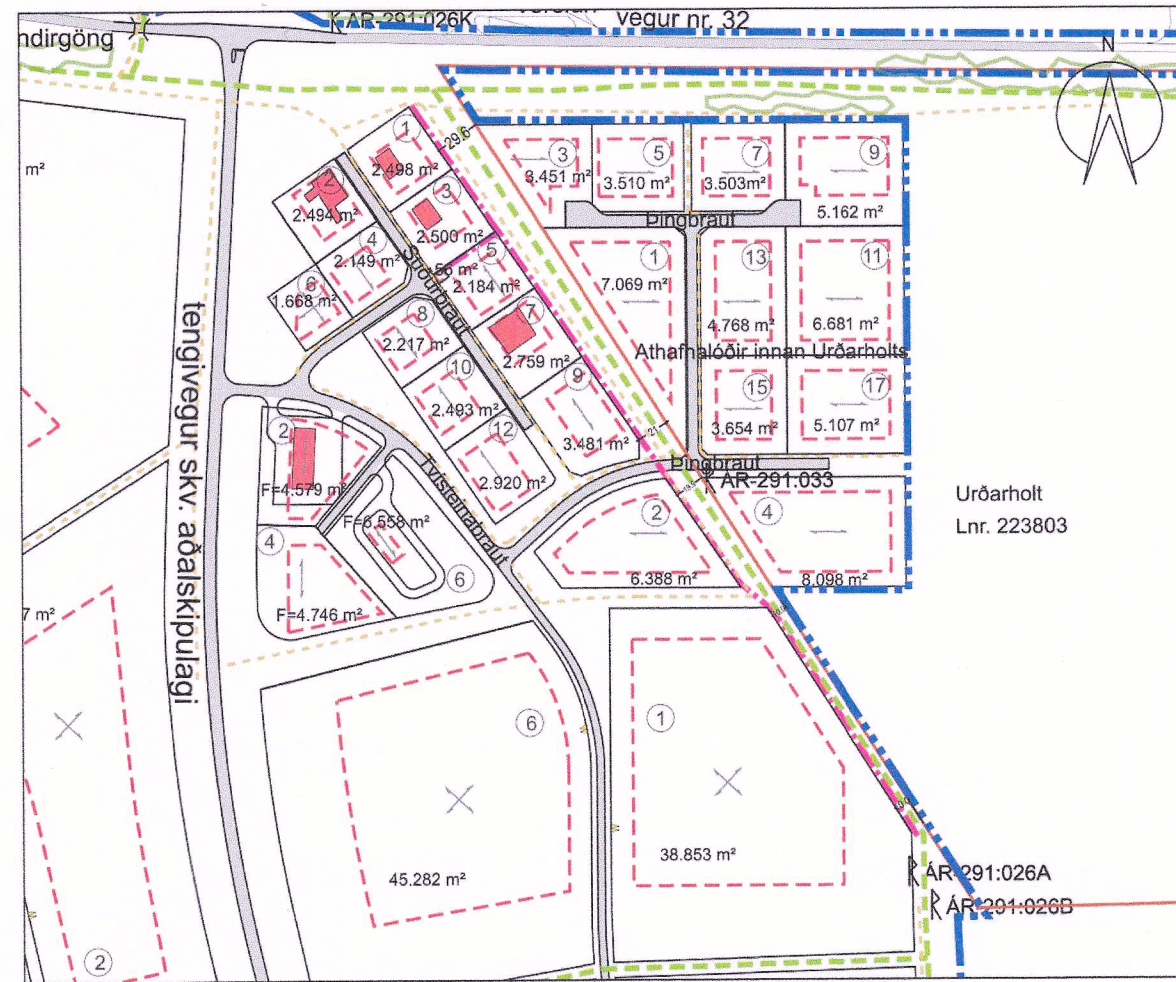 vegur nr. 32
ÁR-291:026K
ndirgöng
N
m²
1
2.498 m²
29.6
3
3.451 m²
5
3.510 m²
7
3.503m²
9
5.162 m²
2
2.494 m²
3
2.500 m²
Þingbraut
4
2.149 m²
5
2.184 m²
1
7.069 m²
13
4.768 m²
11
6.681 m²
6
1.668 m²
Suðurbraut
7
2.759 m²
8
2.217 m²
Athafnalóðir innan Urðarholts
10
2.493 m²
9
3.481 m²
15
3.654 m²
17
5.107 m²
tengivegur skv. aðalskipulagi
12
2.920 m²
21
Þingbraut
ÁR-291:033
2
F=4.579 m²
Tvísteinabraut
F=6.558 m²
6
4
F=4.746 m²
2
6.388 m²
4
8.098 m²
Urðarholt
Lnr. 223803
7 m²
6
45.282 m²
1
38.853 m²
ÁR-291:026A
ÁR-291:026B
2